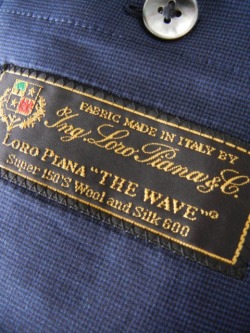 FABRIC MADE IN ITALY BY
Ing. Loro Piana & C.
LORO PIANA "THE WAVE"®
Super 150'S Wool and Silk 600